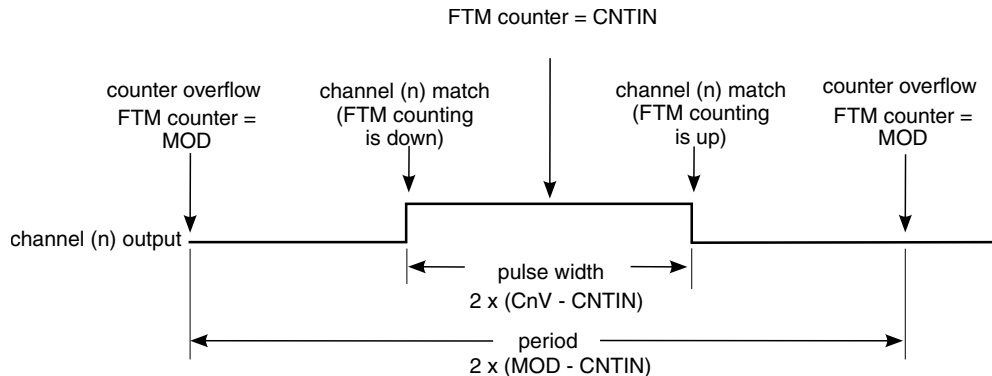 FTM counter = CNTIN
counter overflow
FTM counter =
MOD
channel (n) match
(FTM counting
is down)
channel (n) match
(FTM counting
is up)
counter overflow
FTM counter =
MOD
channel (n) output
pulse width
2 x (CnV - CNTIN)
period
2 x (MOD - CNTIN)